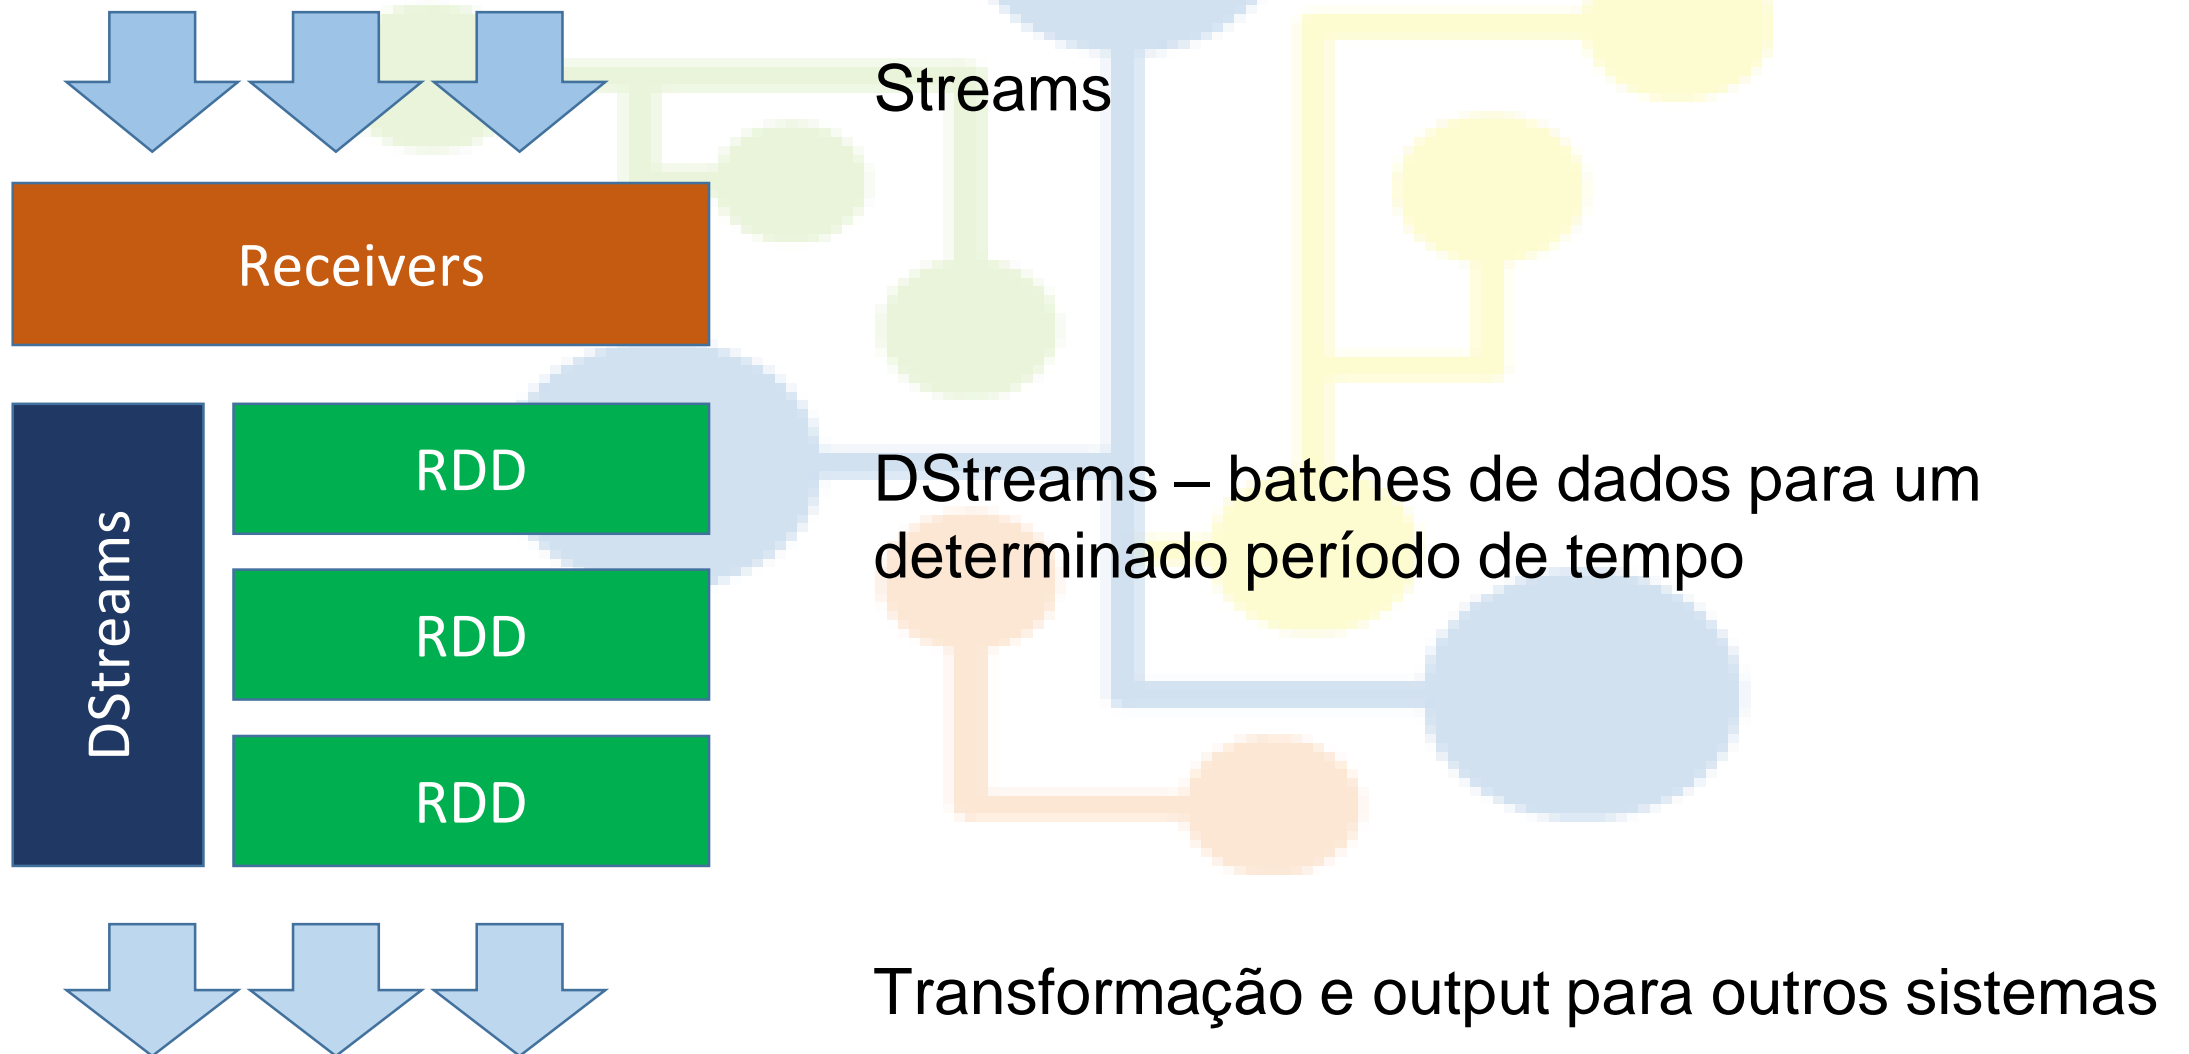 Streams
Receivers
DStreams
RDD
RDD
RDD
DStreams – batches de dados para um
determinado período de tempo
Transformação e output para outros sistemas